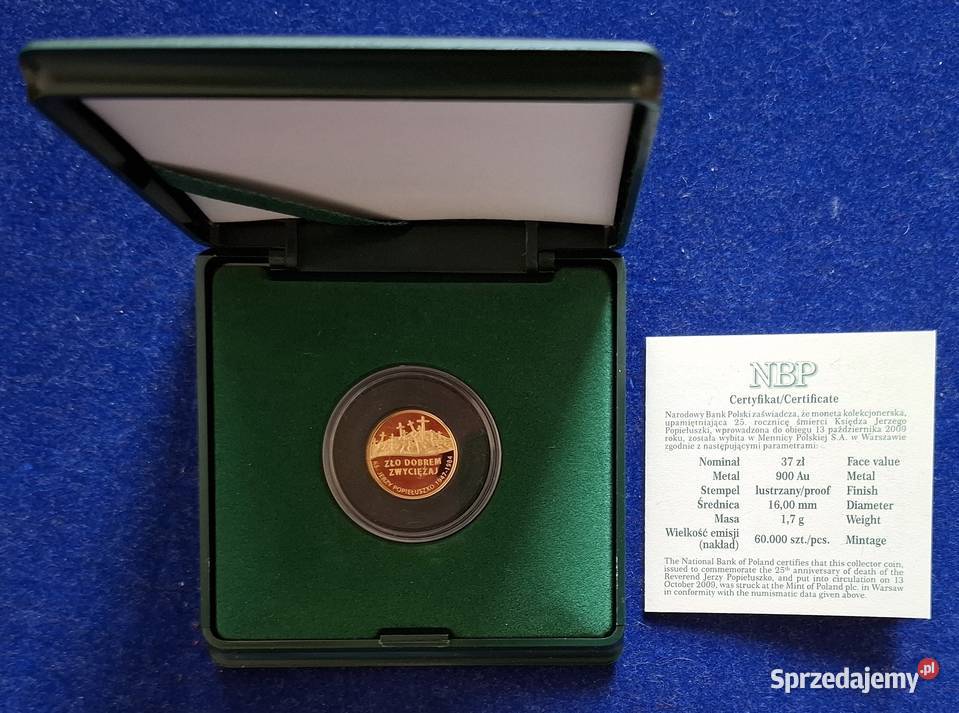 ZŁO DOBREM
ZWYCIĘŻAJ
KS. JERZY POPIEŁUSZKO 1947-1984
NBP
Certyfikat/Certificate
Narodowy Bank Polski zaświadcza, że moneta kolekcjonerska,
upamiętniająca 25. rocznicę śmierci Księdza Jerzego
Popiełuszki, wprowadzona do obiegu 13 października 2009
roku, została wybita w Mennicy Polskiej S.A. w Warszawie
zgodnie z następującymi parametrami:
Nominał 37 zł Face value
Metal 900 Au Metal
Stempel lustrzany/proof Finish
Średnica 16,00 mm Diameter
Masa 1,7 g Weight
Wielkość emisji
(nakład) 60.000 szt./pcs. Mintage
The National Bank of Poland certifies that this collector coin,
issued to commemorate the 25th anniversary of death of the
Reverend Jerzy Popiełuszko, and put into circulation on 13
October 2009, was struck at the Mint of Poland plc. in Warsaw
in conformity with the numismatic data given above.
Sprzedajemy.pl